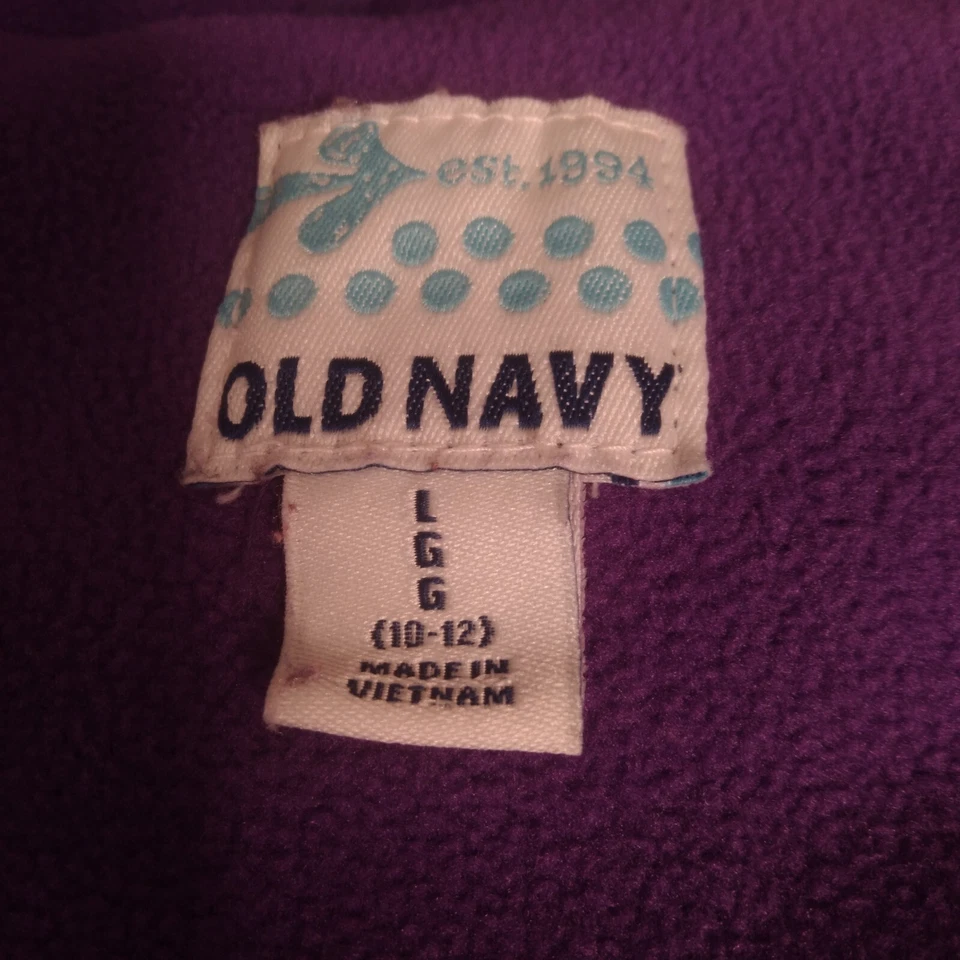 est. 1994
OLD NAVY
L
G
G
(10-12)
MADE IN
VIETNAM